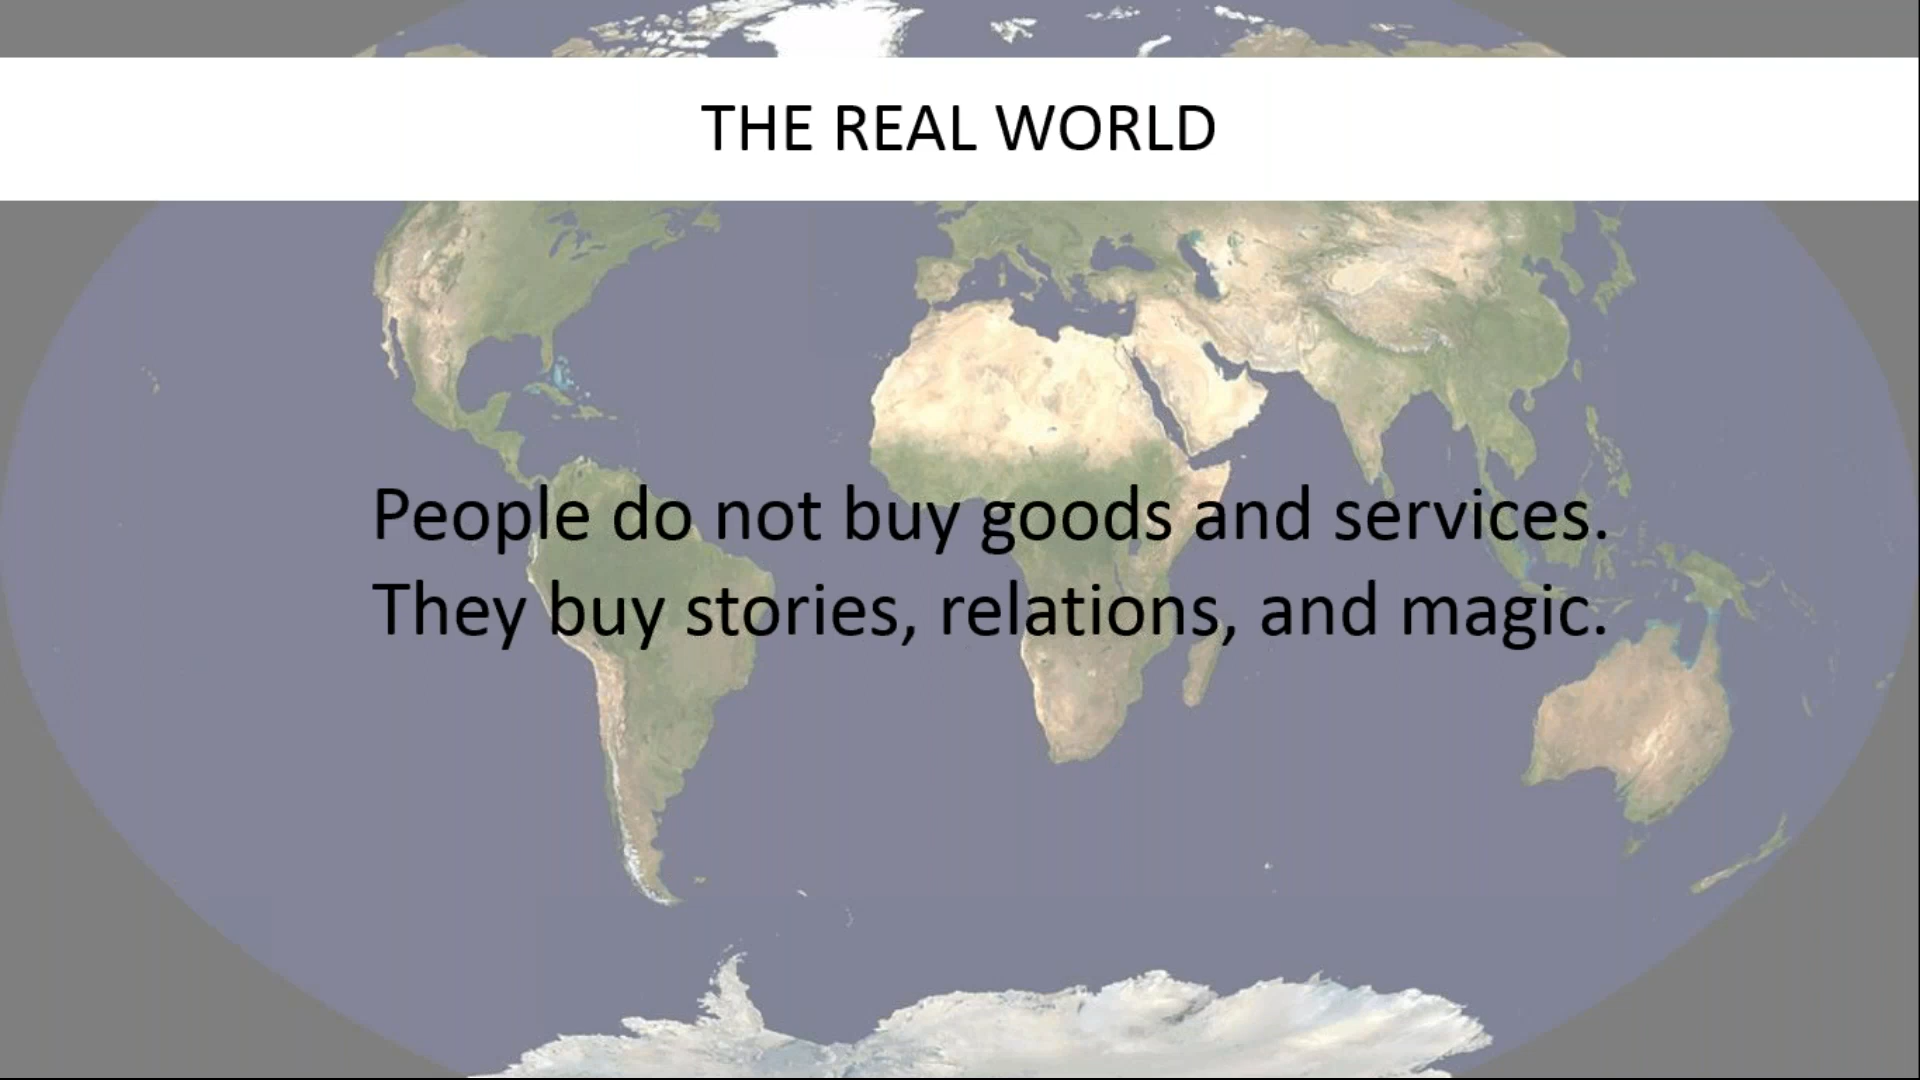 THE REAL WORLD
People do not buy goods and services.
They buy stories, relations, and magic.